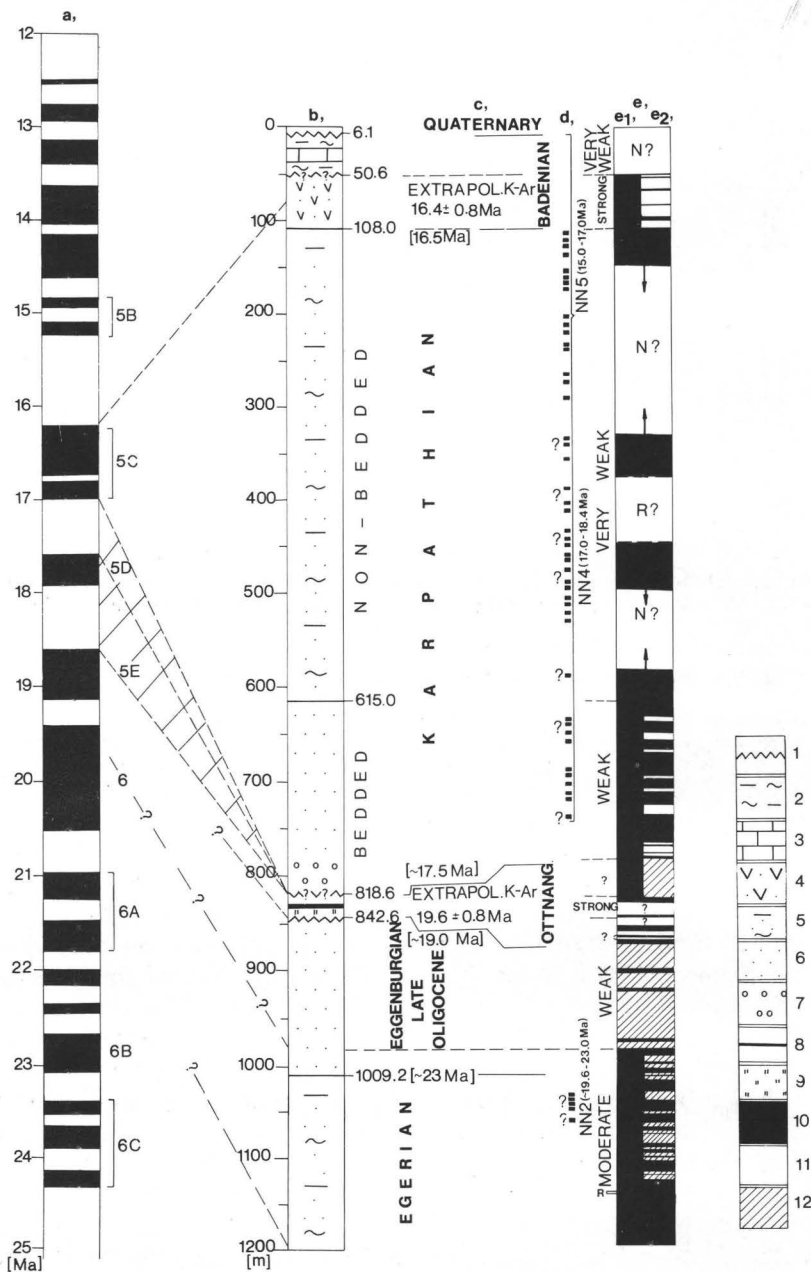 a,
12
13
14
15
16
17
18
19
20
21
22
23
24
25
[Ma]
5B
5C
5D
5E
6
6A
6B
6C
?
?
?
?
b,
0
100
200
300
400
500
600
700
800
900
1000
1100
1200
[m]
6.1
50.6
108.0
615.0
818.6
842.6
1009.2 [~23 Ma]
?
? ?
NON-BEDDED
BEDDED
c,
QUATERNARY
EXTRAPOL.K-Ar
16.4± 0.8Ma
[16.5Ma]
BADENIAN
KARPATHIAN
[~17.5Ma]
EXTRAPOL.K-Ar
19.6 ± 0.8Ma
[~19.0 Ma]
OTTNANG
EGGENBURGIAN
LATE
OLIGOCENE
EGERIAN
d,
?
?
?
?
?
?
?
?
?
?
NN5 (15.0-17.0Ma)
NN4 (17.0-18.4Ma)
NN2 (~19.6-23.0Ma)
e,
e1, e2,
VERY
WEAK
STRONG
VERY WEAK
WEAK
?
STRONG
?
WEAK
MODERATE
N?
N?
R?
N?
?
?
R
1
2
3
4
5
6
7
8
9
10
11
12